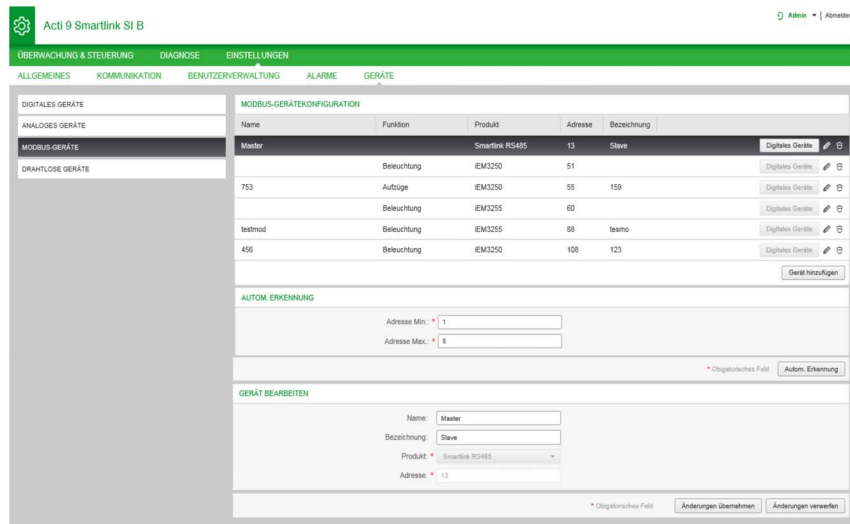 Acti 9 Smartlink SI B
Admin | Abmelden
ÜBERWACHUNG & STEUERUNG DIAGNOSE EINSTELLUNGEN
ALLGEMEINES KOMMUNIKATION BENUTZERVERWALTUNG ALARME GERÄTE
DIGITALES GERÄTE
ANALOGES GERÄTE
MODBUS-GERÄTE
DRAHTLOSE GERÄTE
MODBUS-GERÄTEKONFIGURATION
Name Funktion Produkt Adresse Bezeichnung
Master Smartlink RS485 13 Slave Digitales Geräte
Beleuchtung iEM3250 51 Digitales Geräte
753 Aufzüge iEM3250 55 159 Digitales Geräte
Beleuchtung iEM3255 60 Digitales Geräte
testmod Beleuchtung iEM3255 88 tesmo Digitales Geräte
456 Beleuchtung iEM3250 108 123 Digitales Geräte
Gerät hinzufügen
AUTOM. ERKENNUNG
Adresse Min.: * 1
Adresse Max.: * 8
* Obigatorisches Feld Autom. Erkennung
GERÄT BEARBEITEN
Name: Master
Bezeichnung: Slave
Produkt: * Smartlink RS485
Adresse: * 13
* Obigatorisches Feld Änderungen übernehmen Änderungen verwerfen